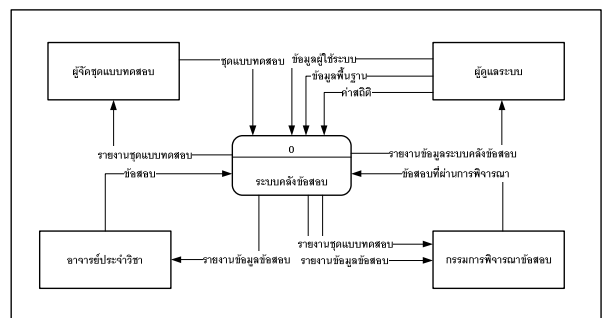 ผู้จัดชุดแบบทดสอบ
ชุดแบบทดสอบ
ข้อมูลผู้ใช้ระบบ
ข้อมูลพื้นฐาน
ค่าสถิติ
ผู้ดูแลระบบ
0
ระบบคลังข้อสอบ
รายงานชุดแบบทดสอบ
ข้อสอบ
รายงานข้อมูลระบบคลังข้อสอบ
ข้อสอบที่ผ่านการพิจารณา
อาจารย์ประจำวิชา
รายงานข้อมูลข้อสอบ
รายงานชุดแบบทดสอบ
รายงานข้อมูลข้อสอบ
กรรมการพิจารณาข้อสอบ